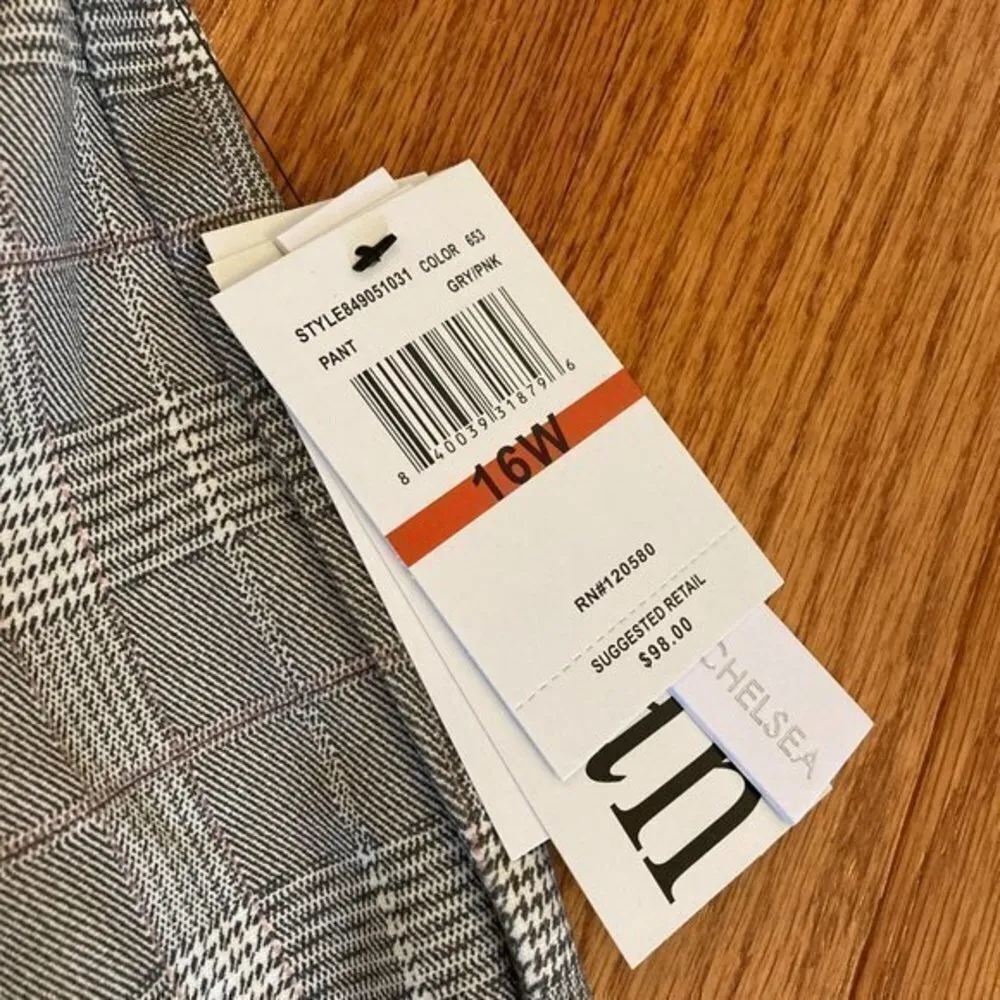 STYLE849051031 COLOR 653
PANT GRY/PNK
8 40039 31879 6
16W
RN#120580
SUGGESTED RETAIL
$98.00
CHELSEA